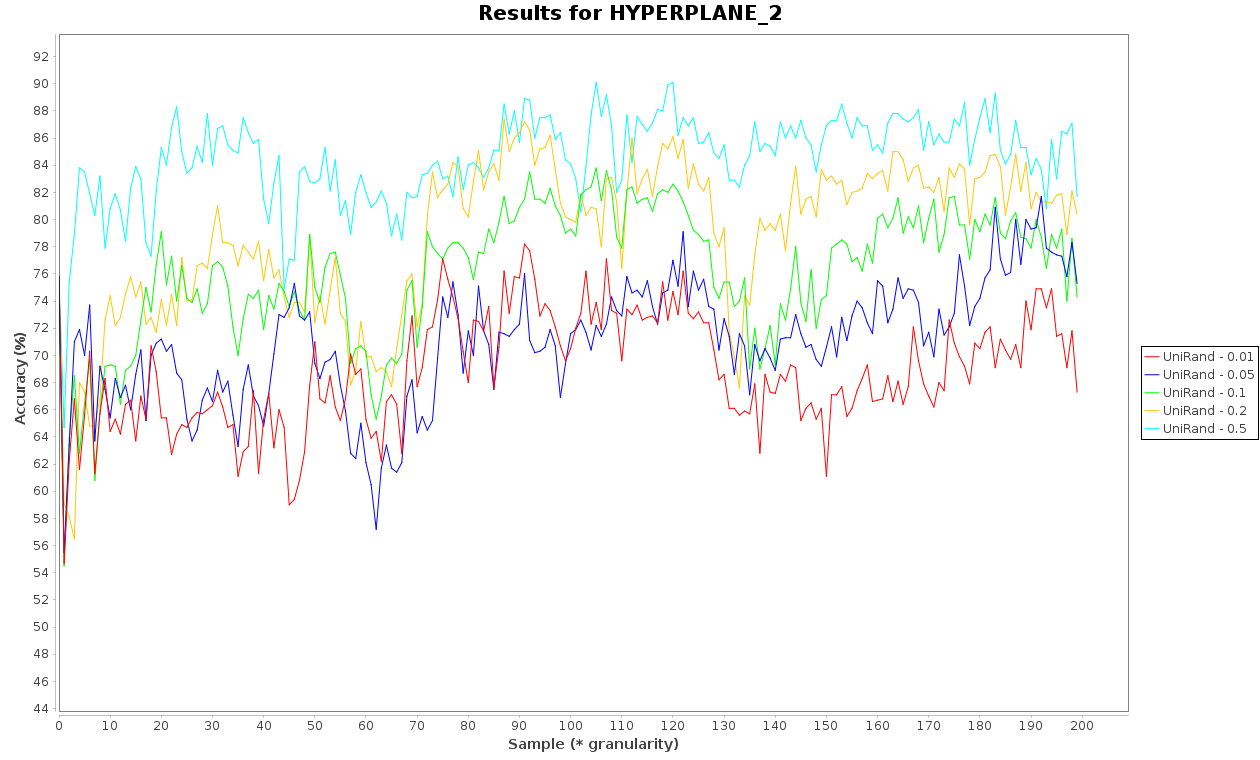 Results for HYPERPLANE_2
92
90
88
86
84
82
80
78
76
74
72
70
68
66
64
62
60
58
56
54
52
50
48
46
44
Accuracy (%)
0 10 20 30 40 50 60 70 80 90 100 110 120 130 140 150 160 170 180 190 200
Sample (* granularity)
UniRand - 0.01
UniRand - 0.05
UniRand - 0.1
UniRand - 0.2
UniRand - 0.5